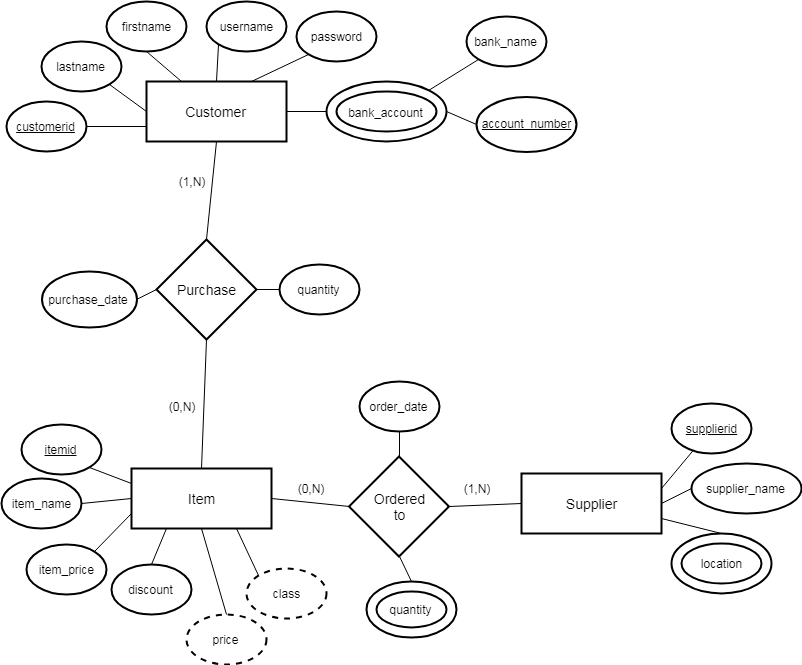 firstname
username
password
bank_name
lastname
Customer
bank_account
customerid
account_number
(1,N)
Purchase
purchase_date
quantity
(0,N)
order_date
itemid
supplierid
item_name
Item
(0,N)
Ordered
to
(1,N)
Supplier
supplier_name
item_price
discount
class
price
quantity
location